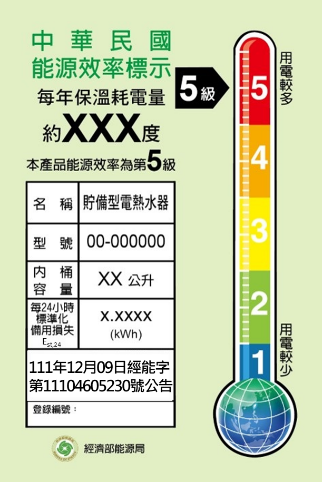 中華民國
能源效率標示
每年保溫耗電量
約XXX度
5級
本產品能源效率為第5級
名 稱 貯備型電熱水器
型 號 00-000000
內桶容量 XX 公升
每24小時標準化備用損失 Est,24 x.xxxx (kWh)
111年12月09日經能字
第11104605230號公告
登錄編號：
經濟部能源局
用電較多
5
4
3
2
1
用電較少